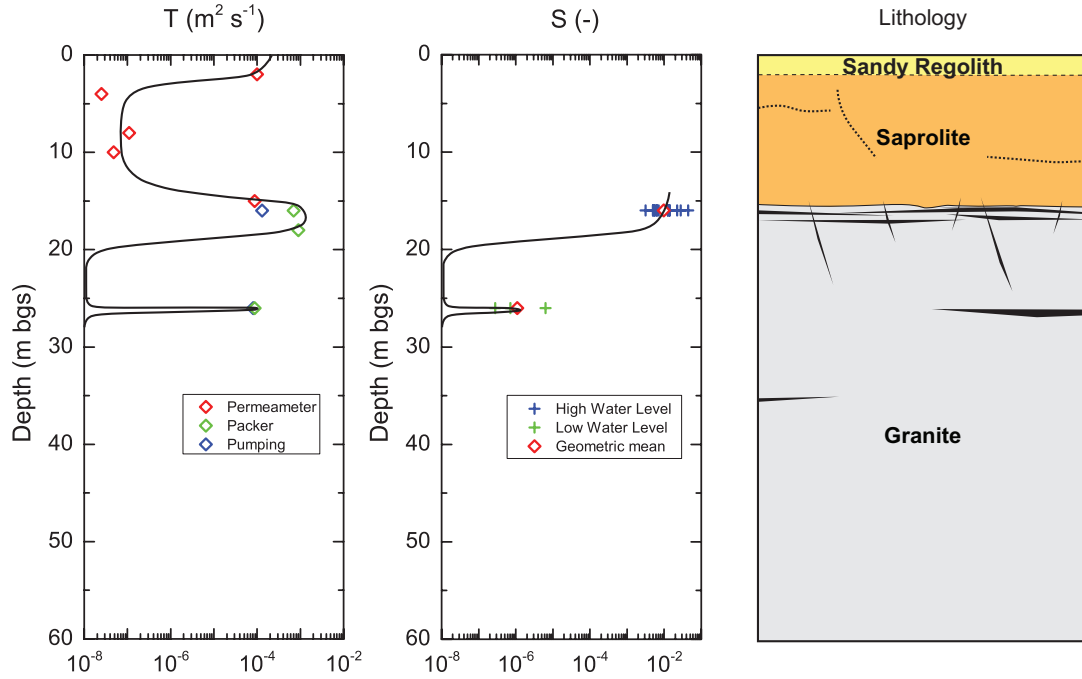 T (m² s⁻¹)
S (-)
Lithology
0
10
20
30
40
50
60
Depth (m bgs)
10⁻⁸
10⁻⁶
10⁻⁴
10⁻²
Permeameter
Packer
Pumping
0
10
20
30
40
50
60
Depth (m bgs)
10⁻⁸
10⁻⁶
10⁻⁴
10⁻²
High Water Level
Low Water Level
Geometric mean
Sandy Regolith
Saprolite
Granite